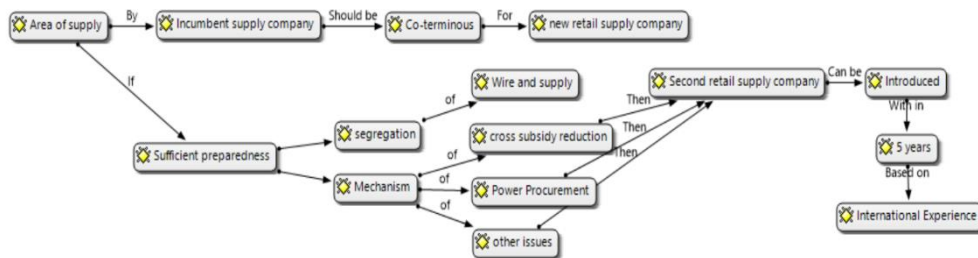 Area of supply
By
Incumbent supply company
Should be
Co-terminous
For
new retail supply company
If
Sufficient preparedness
segregation
of
Wire and supply
Mechanism
of
cross subsidy reduction
of
Power Procurement
of
other issues
Then
Then
Then
Second retail supply company
Can be
Introduced
With in
5 years
Based on
International Experience